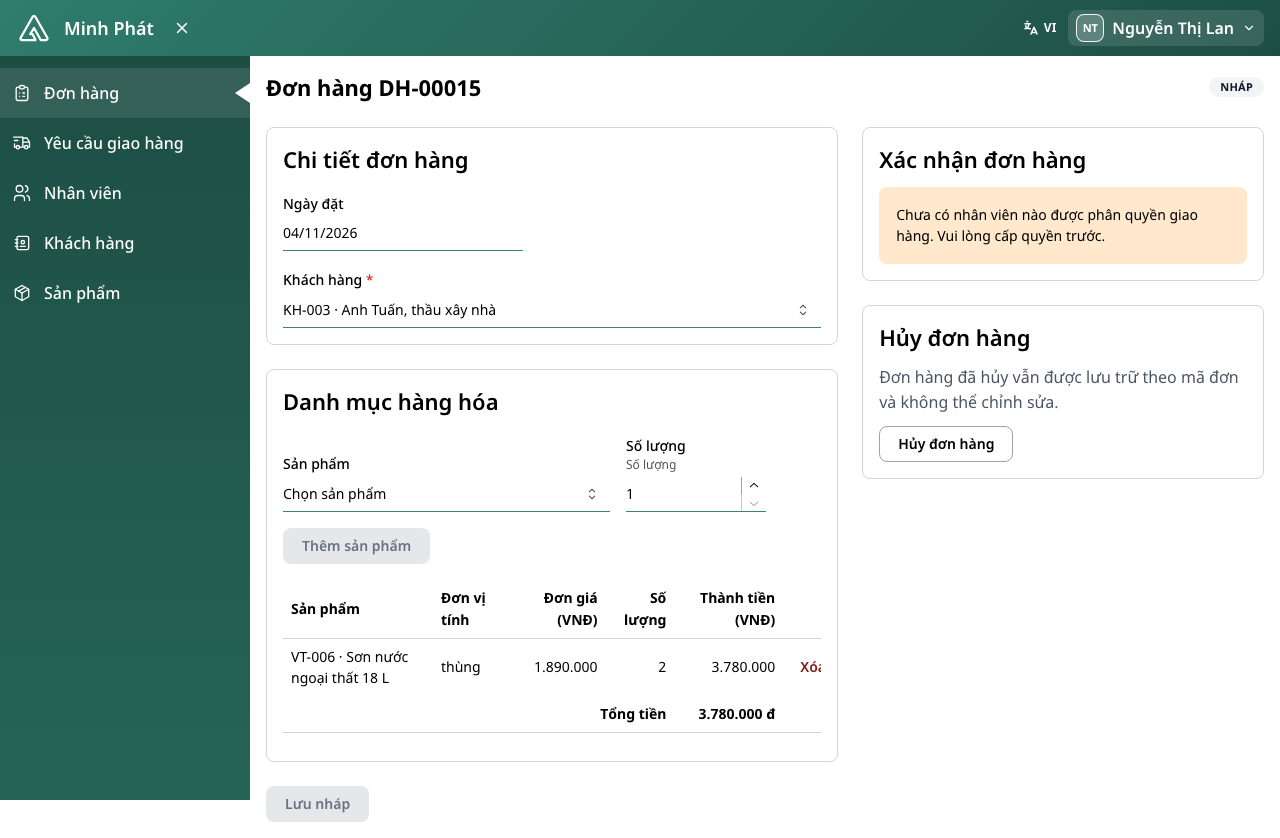 Minh Phát
VI
NT
Nguyễn Thị Lan
Đơn hàng
Yêu cầu giao hàng
Nhân viên
Khách hàng
Sản phẩm
Đơn hàng DH-00015
NHÁP
Chi tiết đơn hàng
Ngày đặt
04/11/2026
Khách hàng *
KH-003 · Anh Tuấn, thầu xây nhà
Danh mục hàng hóa
Sản phẩm
Chọn sản phẩm
Số lượng
Số lượng
1
Thêm sản phẩm
Sản phẩm
Đơn vị
tính
Đơn giá
(VNĐ)
Số
lượng
Thành tiền
(VNĐ)
VT-006 · Sơn nước
ngoại thất 18 L
thùng
1.890.000
2
3.780.000
Xóa
Tổng tiền
3.780.000 đ
Lưu nháp
Xác nhận đơn hàng
Chưa có nhân viên nào được phân quyền giao
hàng. Vui lòng cấp quyền trước.
Hủy đơn hàng
Đơn hàng đã hủy vẫn được lưu trữ theo mã đơn
và không thể chỉnh sửa.
Hủy đơn hàng